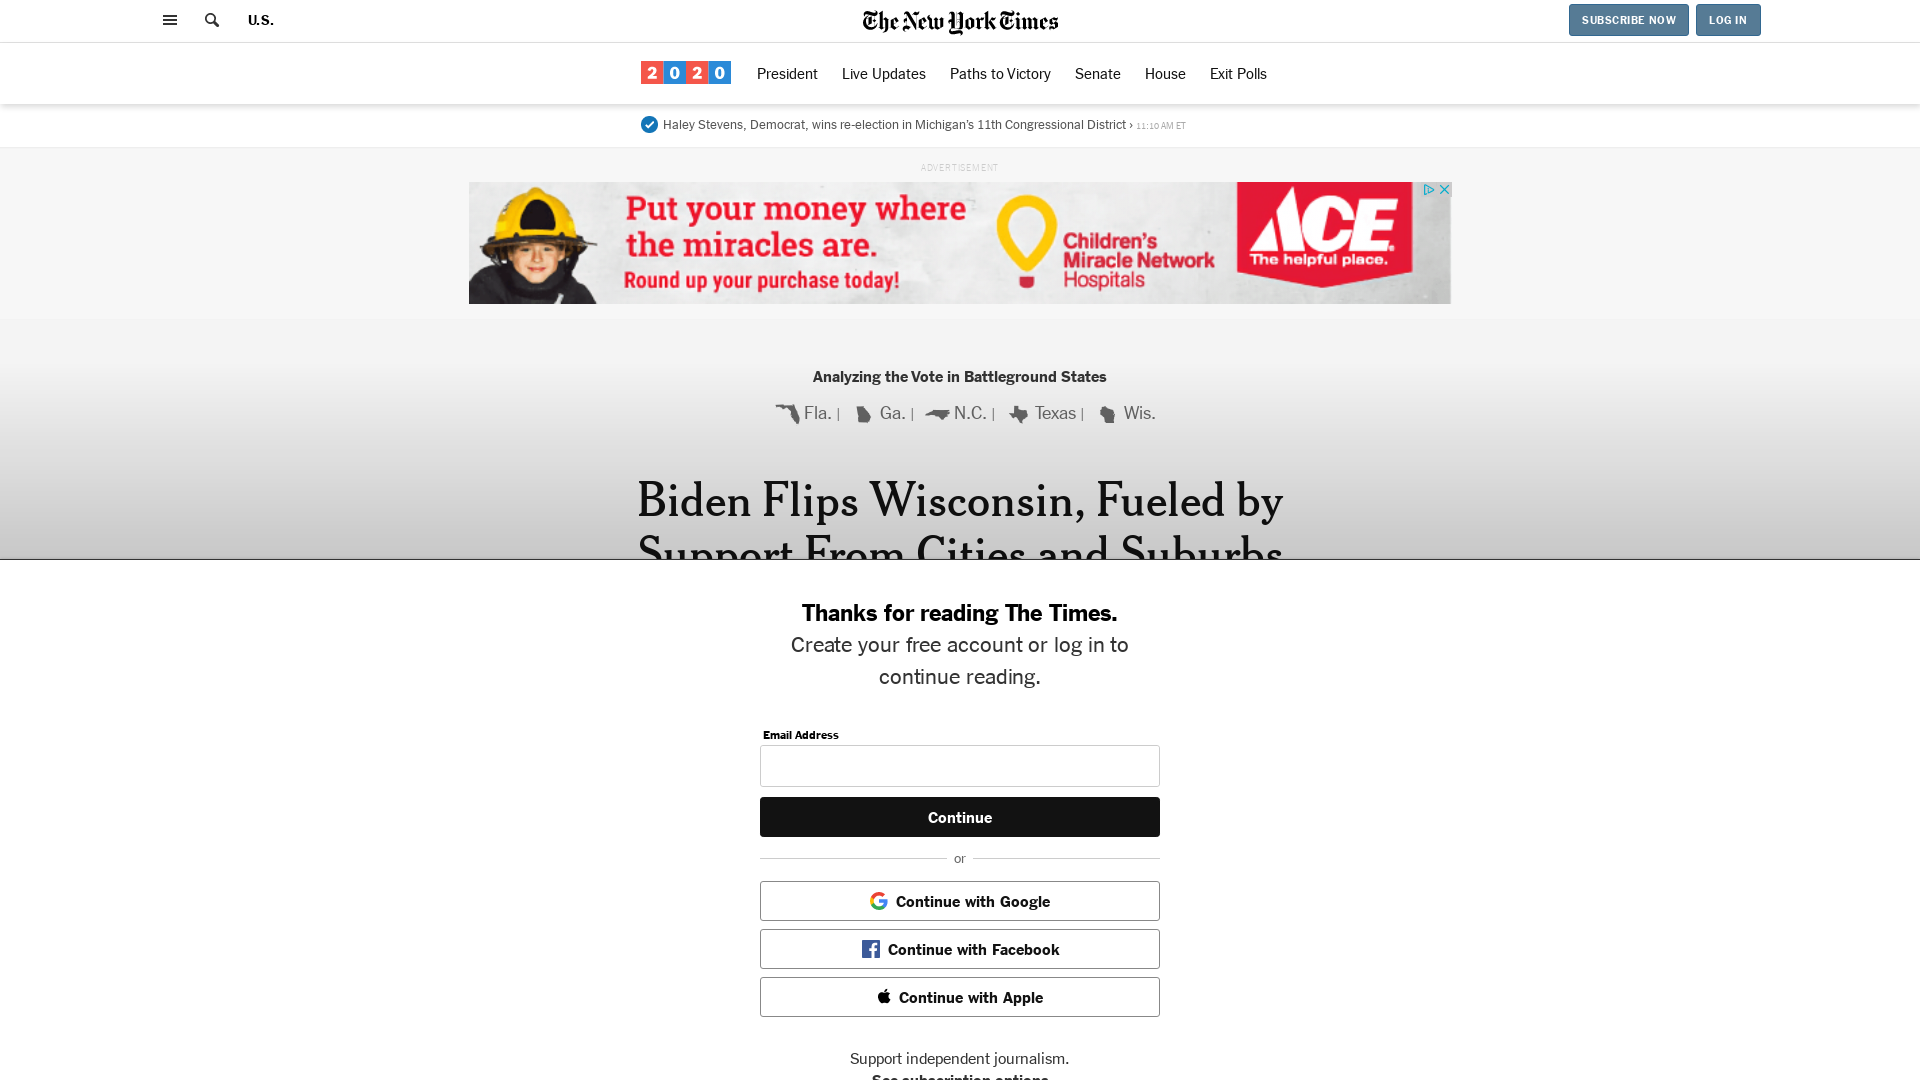 U.S.
The New York Times
SUBSCRIBE NOW
LOG IN
2020
President
Live Updates
Paths to Victory
Senate
House
Exit Polls
Haley Stevens, Democrat, wins re-election in Michigan’s 11th Congressional District › 11:10 AM ET
ADVERTISEMENT
Put your money where
the miracles are.
Round up your purchase today!
Children's
Miracle Network
Hospitals
ACE
The helpful place.
Analyzing the Vote in Battleground States
Fla. | Ga. | N.C. | Texas | Wis.
Biden Flips Wisconsin, Fueled by
Support From Cities and Suburbs
Thanks for reading The Times.
Create your free account or log in to
continue reading.
Email Address
Continue
or
Continue with Google
Continue with Facebook
Continue with Apple
Support independent journalism.
See subscription options